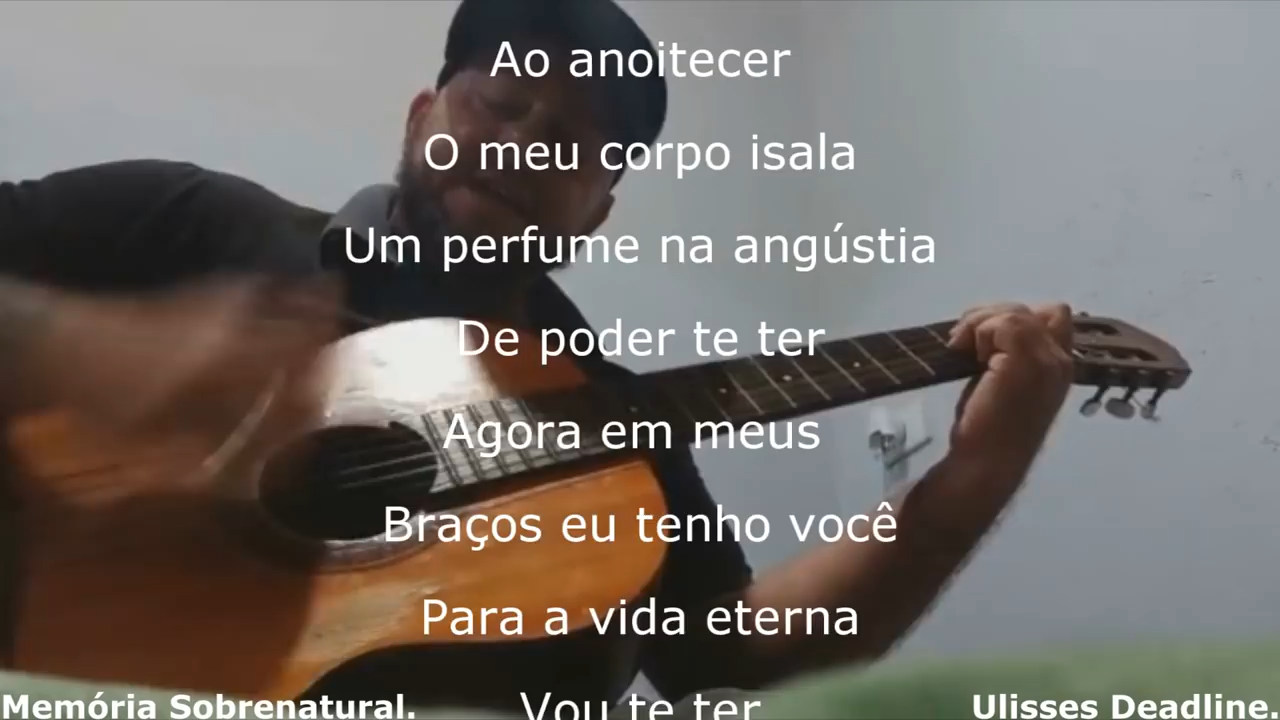 Ao anoitecer
O meu corpo isala
Um perfume na angústia
De poder te ter
Agora em meus
Braços eu tenho você
Para a vida eterna
Vou te ter
Memória Sobrenatural.
Ulisses Deadline.